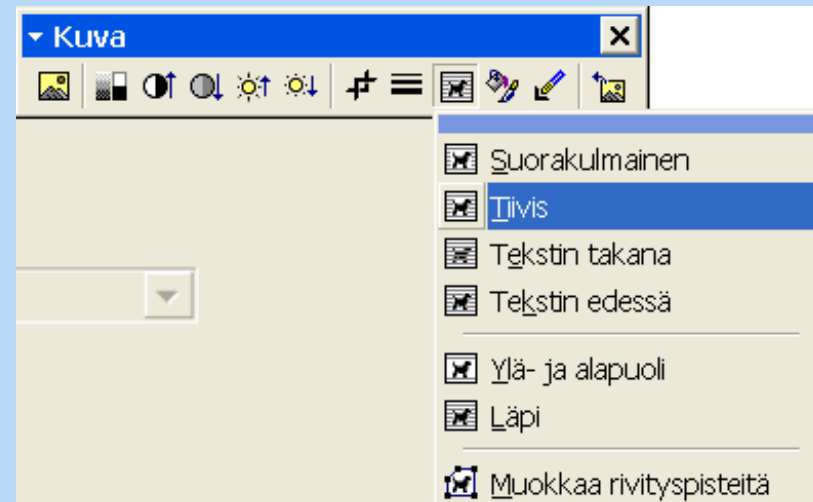 Kuva
Suorakulmainen
Tiivis
Tekstin takana
Tekstin edessä
Ylä- ja alapuoli
Läpi
Muokkaa rivityspisteitä